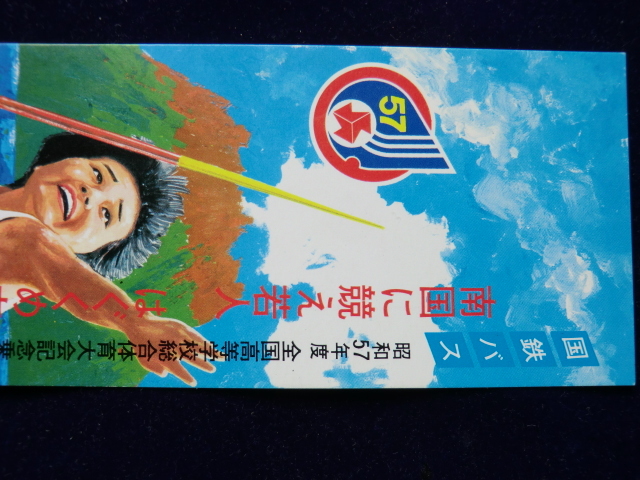 57
国鉄バス
南国に競え若人 はぐくめ
昭和57年度 全国高等学校総合体育大会記念乗